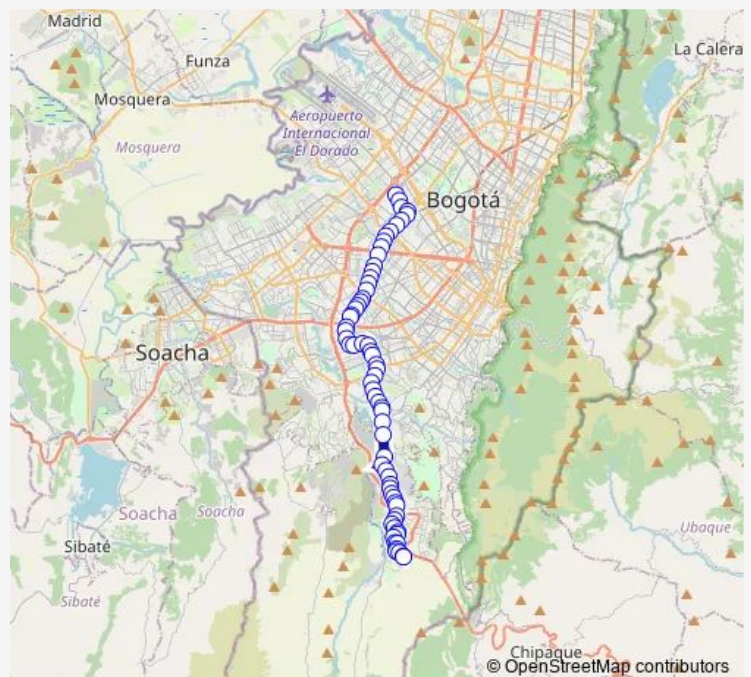 Madrid
Funza
La Calera
Mosquera
Aeropuerto
Internacional
El Dorado
Mosquera
Bogotá
Soacha
Soacha
Soacha
Ubaque
Sibaté
Sibaté
Chipaque
© OpenStreetMap contributors